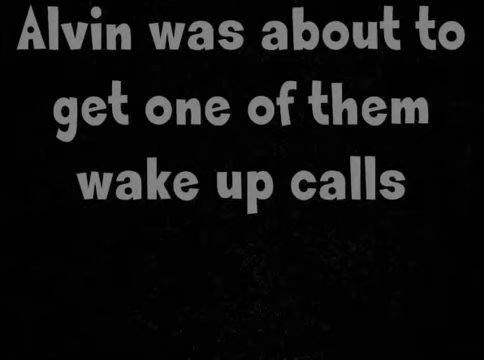 Alvin was about to
get one of them
wake up calls